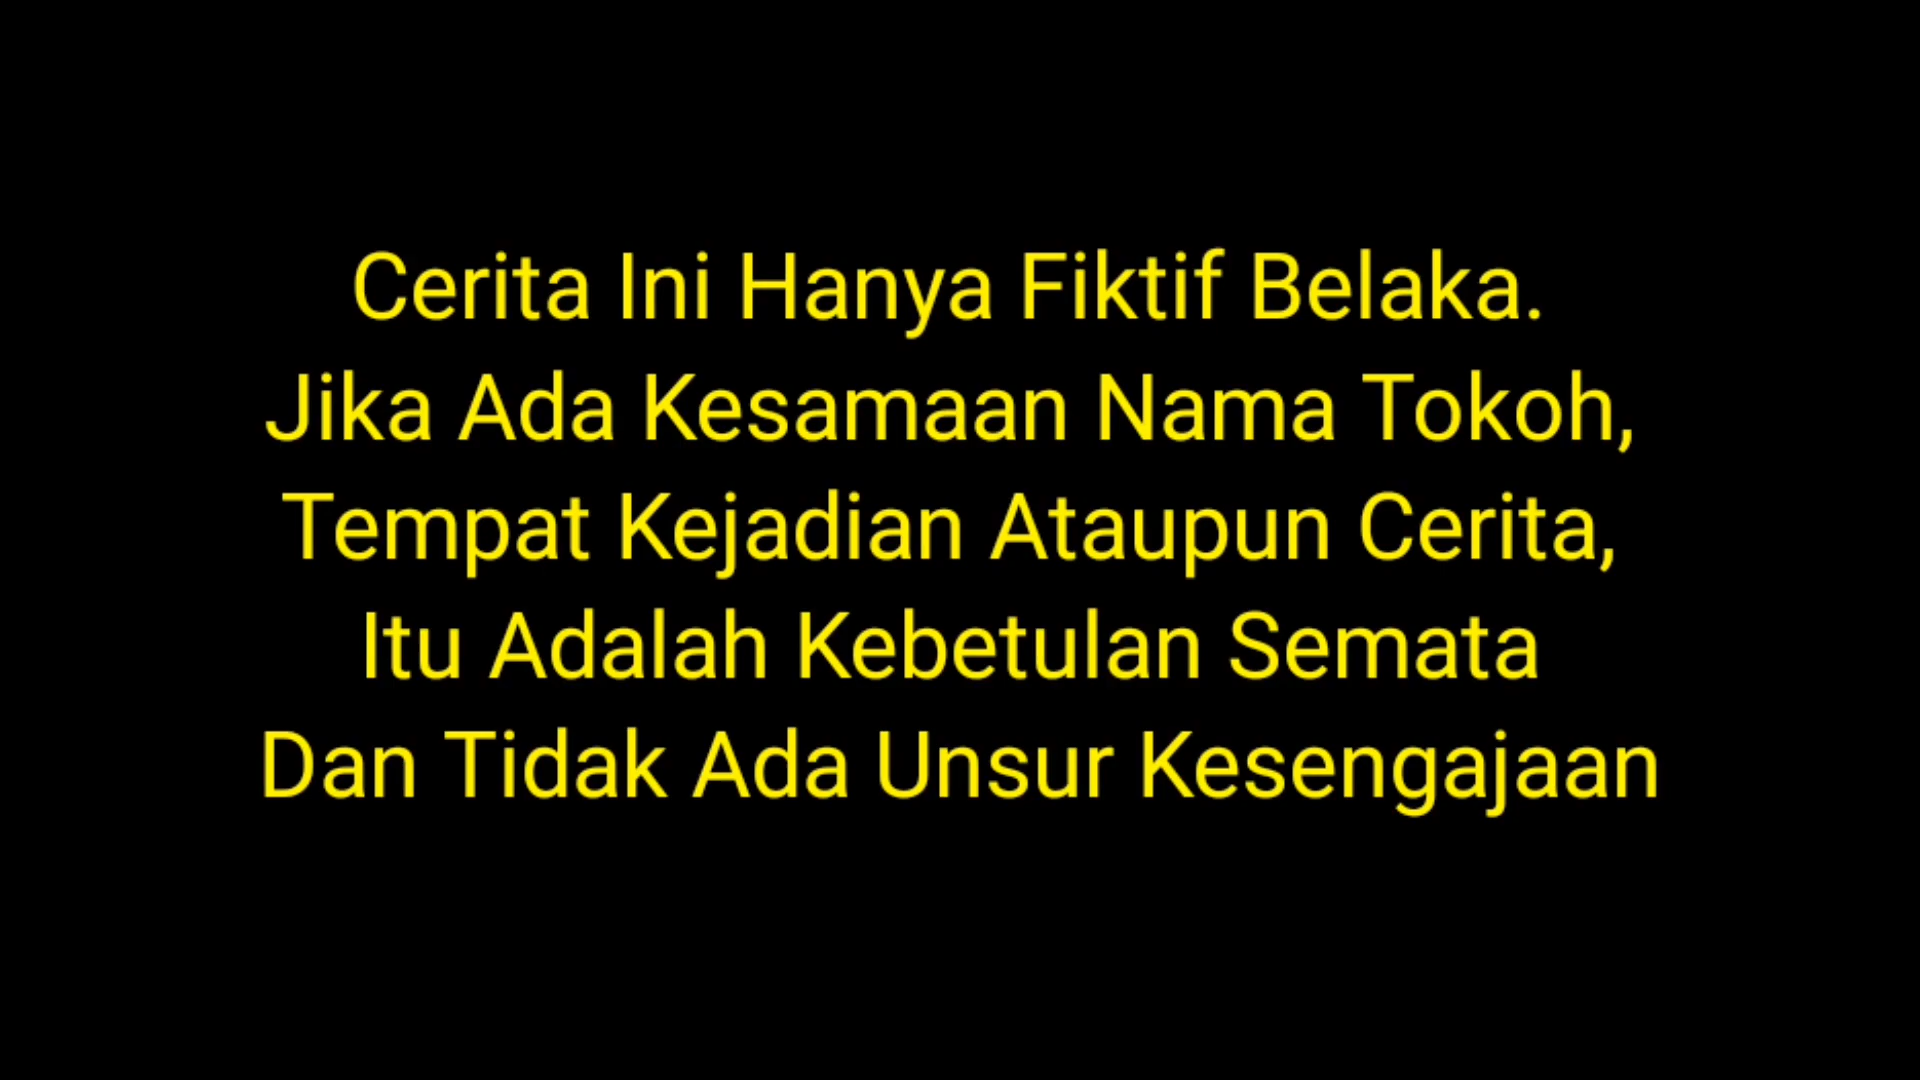 Cerita Ini Hanya Fiktif Belaka.
Jika Ada Kesamaan Nama Tokoh,
Tempat Kejadian Ataupun Cerita,
Itu Adalah Kebetulan Semata
Dan Tidak Ada Unsur Kesengajaan